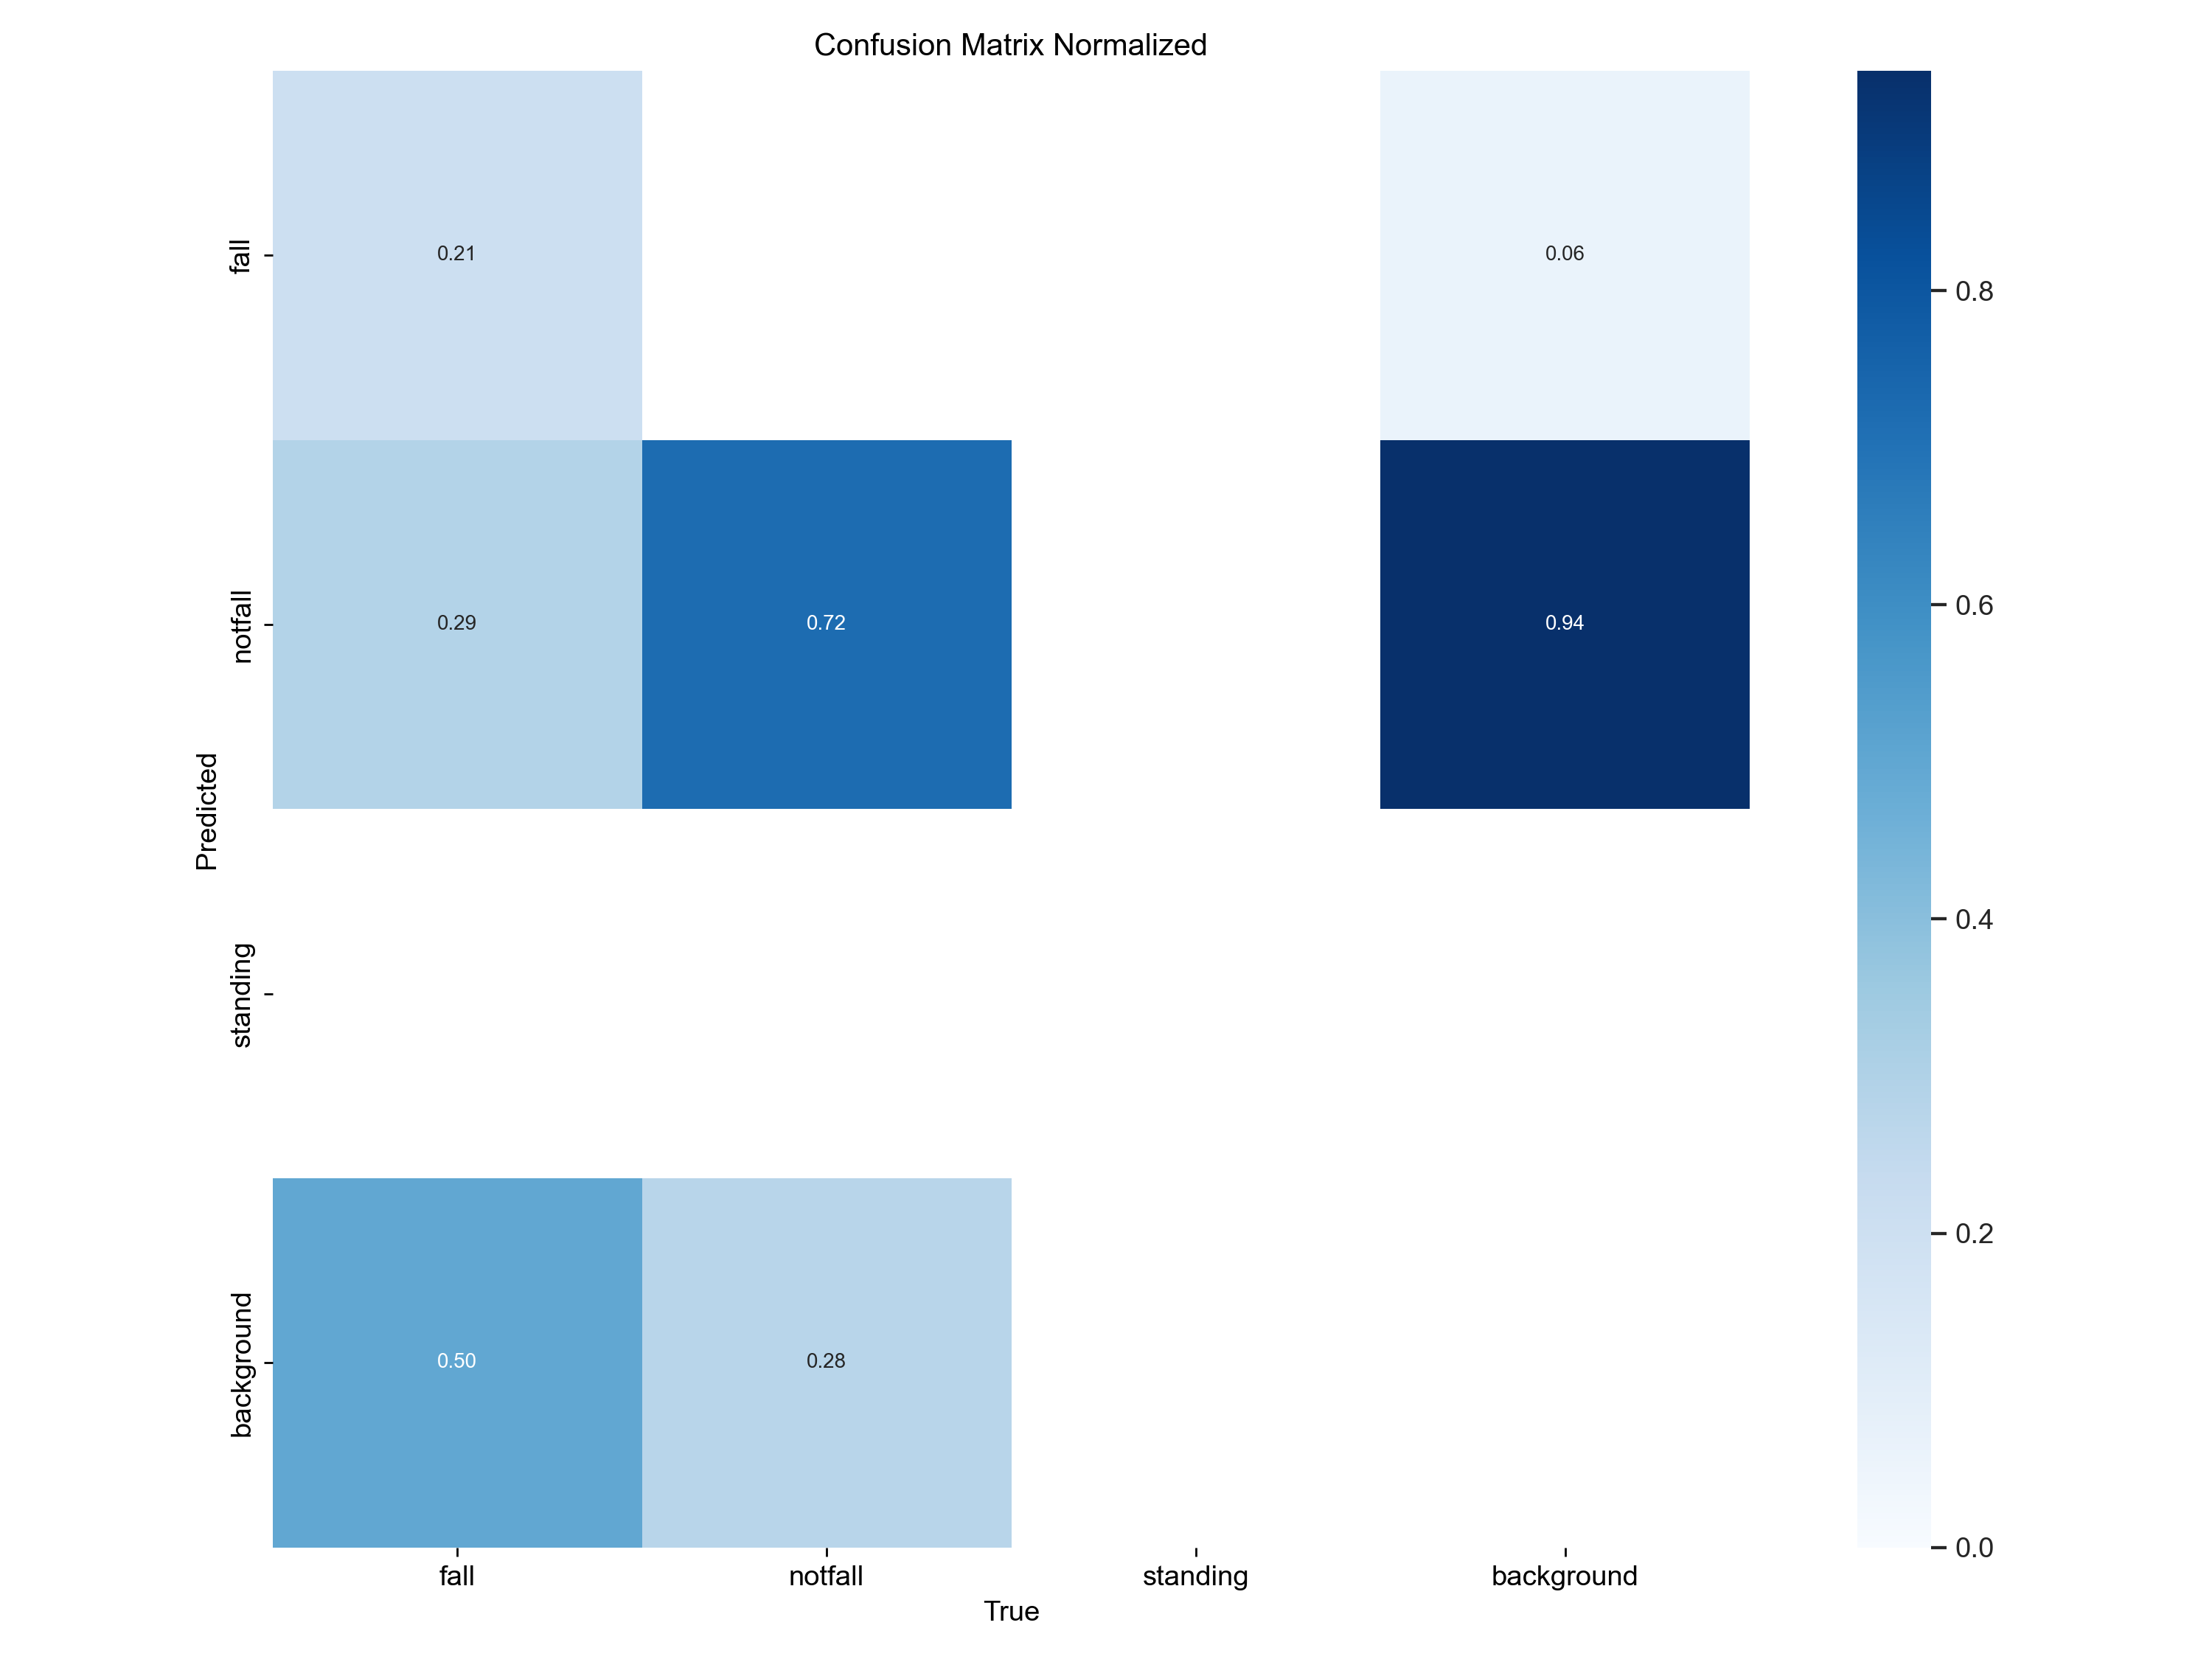 Confusion Matrix Normalized
fall
0.21
0.06
0.8
notfall
0.29
0.72
0.94
0.6
Predicted
standing
0.4
background
0.50
0.28
0.2
0.0
fall
notfall
standing
background
True